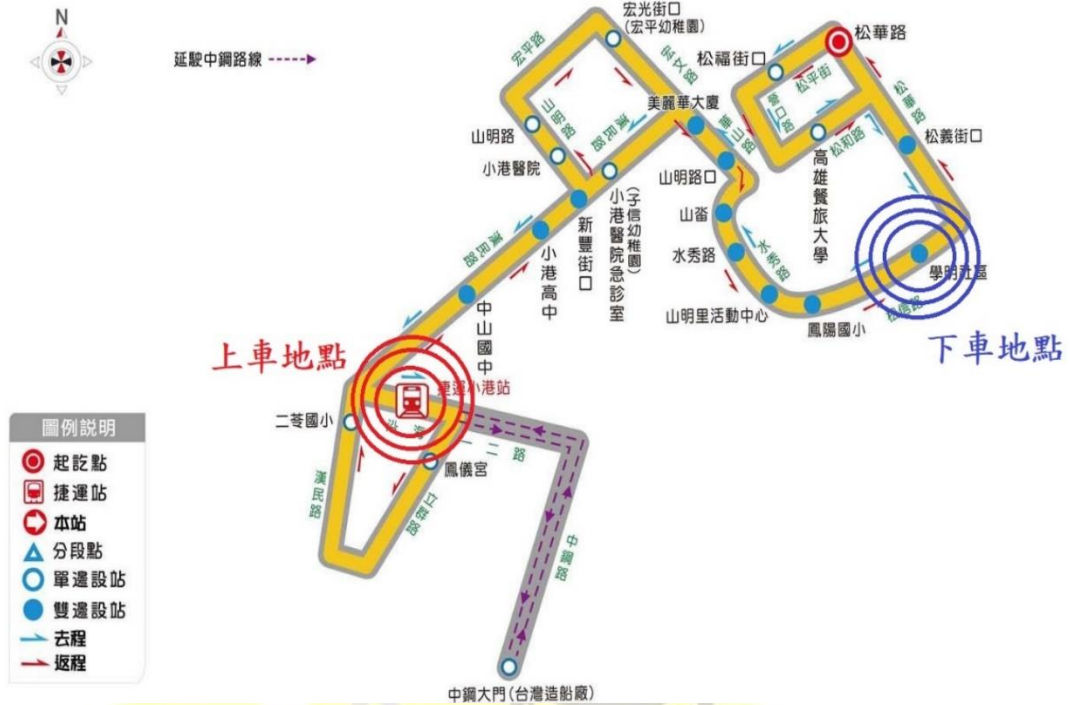 N
延駛中鋼路線
宏光街口
(宏平幼稚園)
宏平路
宏文路
松華路
松福街口
松平街
松華路
美麗華大廈
山明路
山明路
漢民路
松和路
松義街口
小港醫院
山明路口
高雄餐旅大學
小港醫院急診室
(子信幼稚園)
山崙
新豐街口
水秀路
水秀路
學明社區
漢民路
小港高中
山明里活動中心
鳳陽國小
松信路
中山國中
上車地點
下車地點
捷運小港站
二苓國小
沿海二路
鳳儀宮
漢民路
立群路
中鋼路
中鋼大門(台灣造船廠)
圖例説明
起訖點
捷運站
本站
分段點
單邊設站
雙邊設站
去程
返程